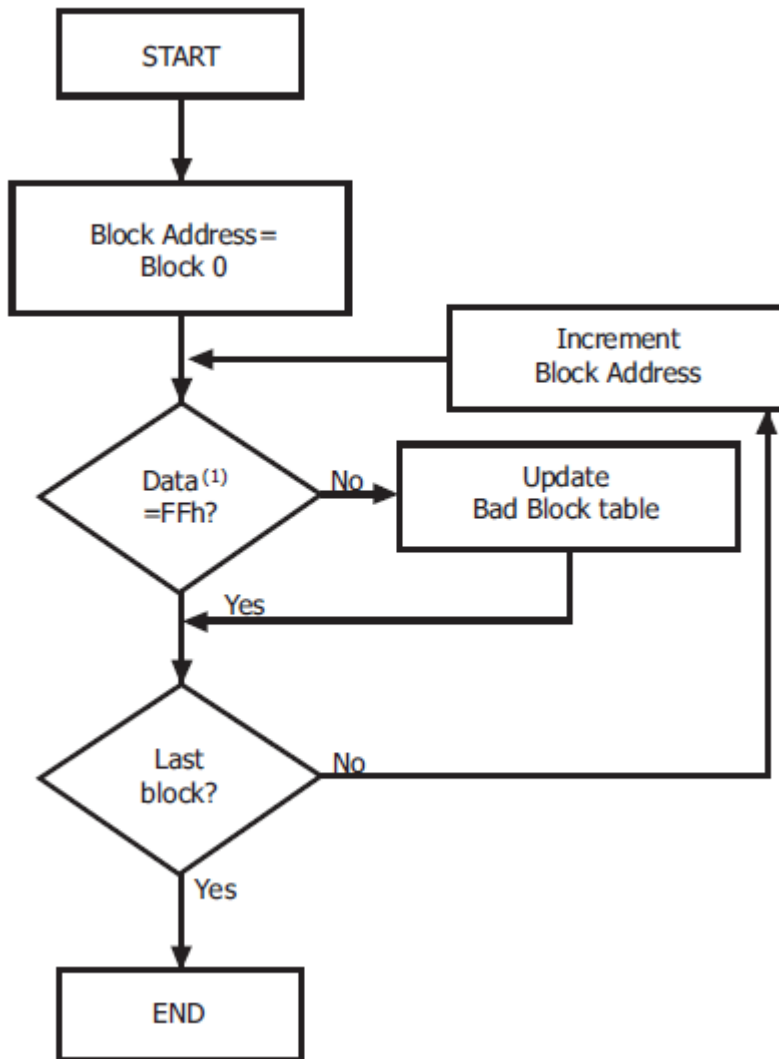 START
Block Address=
Block 0
Increment
Block Address
Data(1)
=FFh?
No
Update
Bad Block table
Yes
Last
block?
No
Yes
END